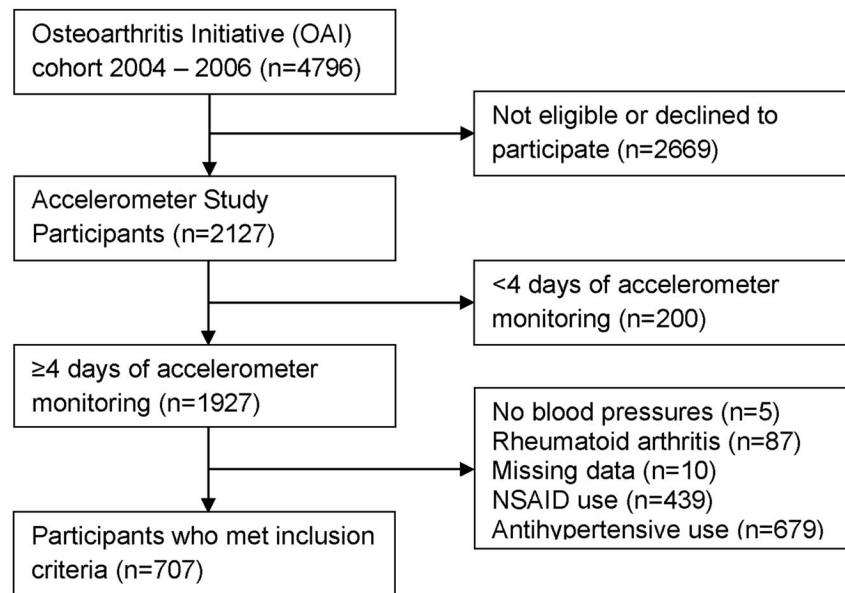 Osteoarthritis Initiative (OAI)
cohort 2004 – 2006 (n=4796)
Not eligible or declined to
participate (n=2669)
Accelerometer Study
Participants (n=2127)
<4 days of accelerometer
monitoring (n=200)
≥4 days of accelerometer
monitoring (n=1927)
No blood pressures (n=5)
Rheumatoid arthritis (n=87)
Missing data (n=10)
NSAID use (n=439)
Antihypertensive use (n=679)
Participants who met inclusion
criteria (n=707)